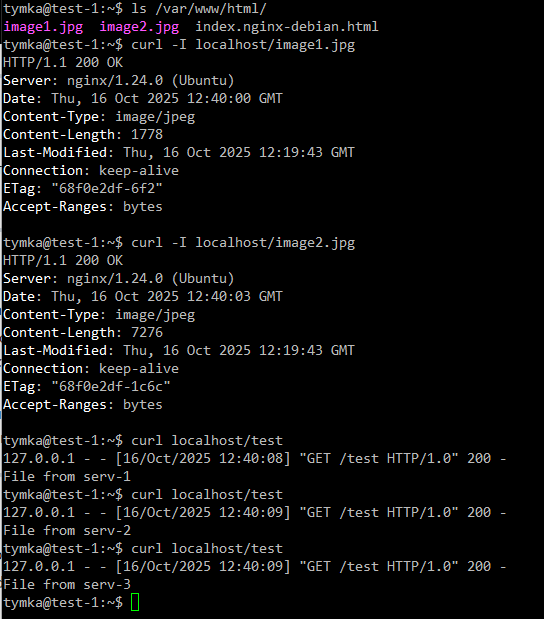 tymka@test-1:~$ ls /var/www/html/
image1.jpg  image2.jpg  index.nginx-debian.html
tymka@test-1:~$ curl -I localhost/image1.jpg
HTTP/1.1 200 OK
Server: nginx/1.24.0 (Ubuntu)
Date: Thu, 16 Oct 2025 12:40:00 GMT
Content-Type: image/jpeg
Content-Length: 1778
Last-Modified: Thu, 16 Oct 2025 12:19:43 GMT
Connection: keep-alive
ETag: "68f0e2df-6f2"
Accept-Ranges: bytes

tymka@test-1:~$ curl -I localhost/image2.jpg
HTTP/1.1 200 OK
Server: nginx/1.24.0 (Ubuntu)
Date: Thu, 16 Oct 2025 12:40:03 GMT
Content-Type: image/jpeg
Content-Length: 7276
Last-Modified: Thu, 16 Oct 2025 12:19:43 GMT
Connection: keep-alive
ETag: "68f0e2df-1c6c"
Accept-Ranges: bytes

tymka@test-1:~$ curl localhost/test
127.0.0.1 - - [16/Oct/2025 12:40:08] "GET /test HTTP/1.0" 200 -
File from serv-1
tymka@test-1:~$ curl localhost/test
127.0.0.1 - - [16/Oct/2025 12:40:09] "GET /test HTTP/1.0" 200 -
File from serv-2
tymka@test-1:~$ curl localhost/test
127.0.0.1 - - [16/Oct/2025 12:40:09] "GET /test HTTP/1.0" 200 -
File from serv-3
tymka@test-1:~$